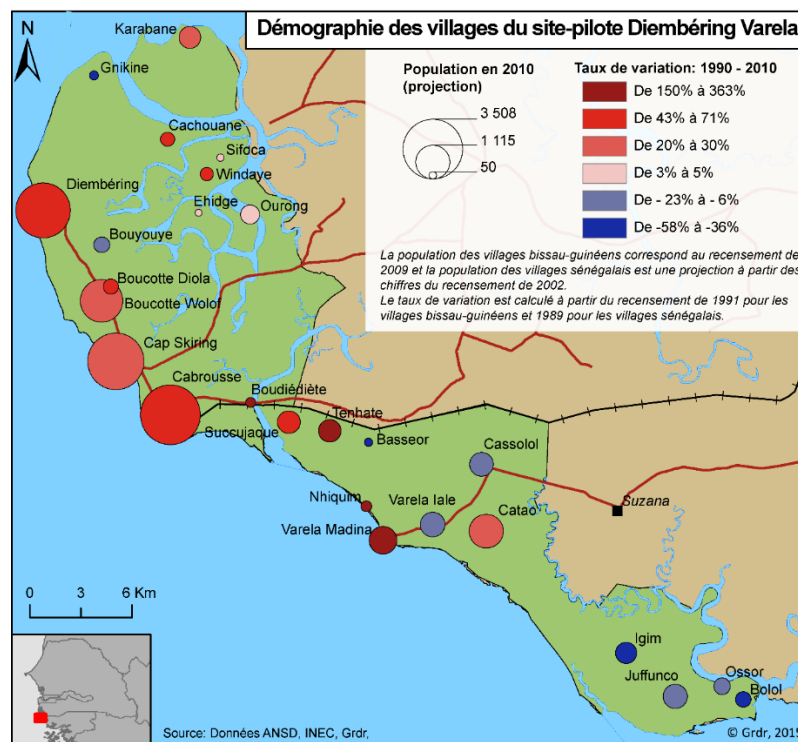 Démographie des villages du site-pilote Diembéring Varela
N
Population en 2010
(projection)
3 508
1 115
50
Taux de variation: 1990 - 2010
De 150% à 363%
De 43% à 71%
De 20% à 30%
De 3% à 5%
De - 23% à - 6%
De -58% à -36%
La population des villages bissau-guinéens correspond au recensement de
2009 et la population des villages sénégalais est une projection à partir des
chiffres du recensement de 2002.
Le taux de variation est calculé à partir du recensement de 1991 pour les
villages bissau-guinéens et 1989 pour les villages sénégalais.
Karabane
Gnikine
Cachouane
Sifoca
Windaye
Diembéring
Ehidge
Ourong
Bouyouye
Boucotte Diola
Boucotte Wolof
Cap Skiring
Cabrousse
Boudiédiète
Succujaque
Tenhate
Basseor
Cassolol
Nhiquim
Varela Iale
Catao
Suzana
Varela Madina
0 3 6 Km
Igim
Juffunco
Ossor
Bolol
Source: Données ANSD, INEC, Grdr,
© Grdr, 2015